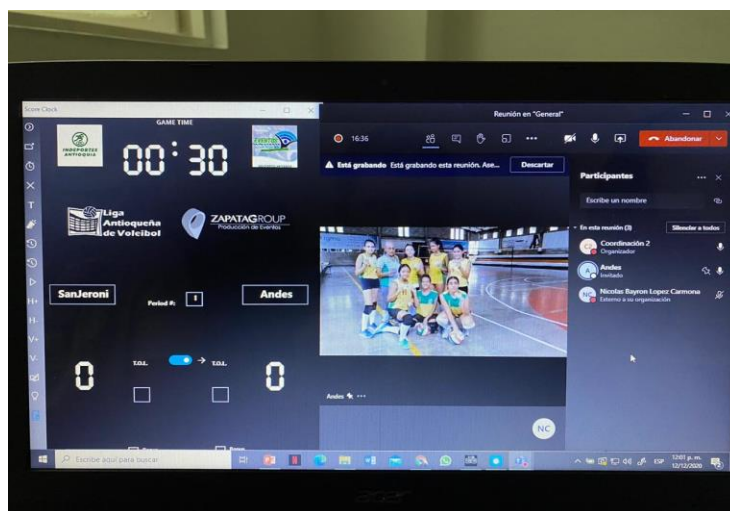 Score Clock
GAME TIME
INDEPORTES
ANTIOQUIA
00:30
Liga
Antioqueña
de Voleibol
ZAPATAGROUP
Producción de Eventos
SanJeroni
Period #:
Andes
T.O.L.
T.O.L.
0
0
T
H+
H-
V+
V-
Reunión en "General"
16:36
Abandonar
Está grabando Está grabando esta reunión. Ase...
Descartar
Participantes
Escribe un nombre
En esta reunión (3)
Silenciar a todos
Coordinación 2
Organizador
Andes
Invitado
NC
Nicolas Bayron Lopez Carmona
Externo a su organización
Andes
NC
Escribe aquí para buscar
ESP
12:01 p. m.
12/12/2020
acer